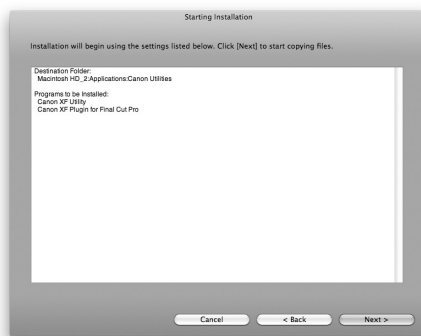 Starting Installation
Installation will begin using the settings listed below. Click [Next] to start copying files.
Destination Folder:
Macintosh HD_2:Applications:Canon Utilities
Programs to be Installed:
Canon XF Utility
Canon XF Plugin for Final Cut Pro
Cancel
< Back
Next >